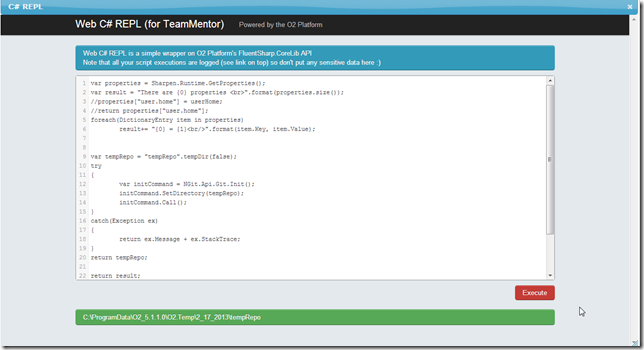 C# REPL
Web C# REPL (for TeamMentor) Powered by the O2 Platform
Web C# REPL is a simple wrapper on O2 Platform's FluentSharp.CoreLib API
Note that all your script executions are logged (see link on top) so don't put any sensitive data here :)
1 var properties = Sharpen.Runtime.GetProperties();
2 var result = "There are {0} properties <br>".format(properties.size());
3 //properties["user.home"] = userHome;
4 //return properties["user.home"];
5 foreach(DictionaryEntry item in properties)
6 result+= "{0} = {1}<br/>".format(item.Key, item.Value);
7
8
9 var tempRepo = "tempRepo".tempDir(false);
10 try
11 {
12 var initCommand = NGit.Api.Git.Init();
13 initCommand.SetDirectory(tempRepo);
14 initCommand.Call();
15 }
16 catch(Exception ex)
17 {
18 return ex.Message + ex.StackTrace;
19 }
20 return tempRepo;
21
22 return result;
Execute
C:\ProgramData\O2_5.1.1.0\O2.Temp\2_17_2013\tempRepo